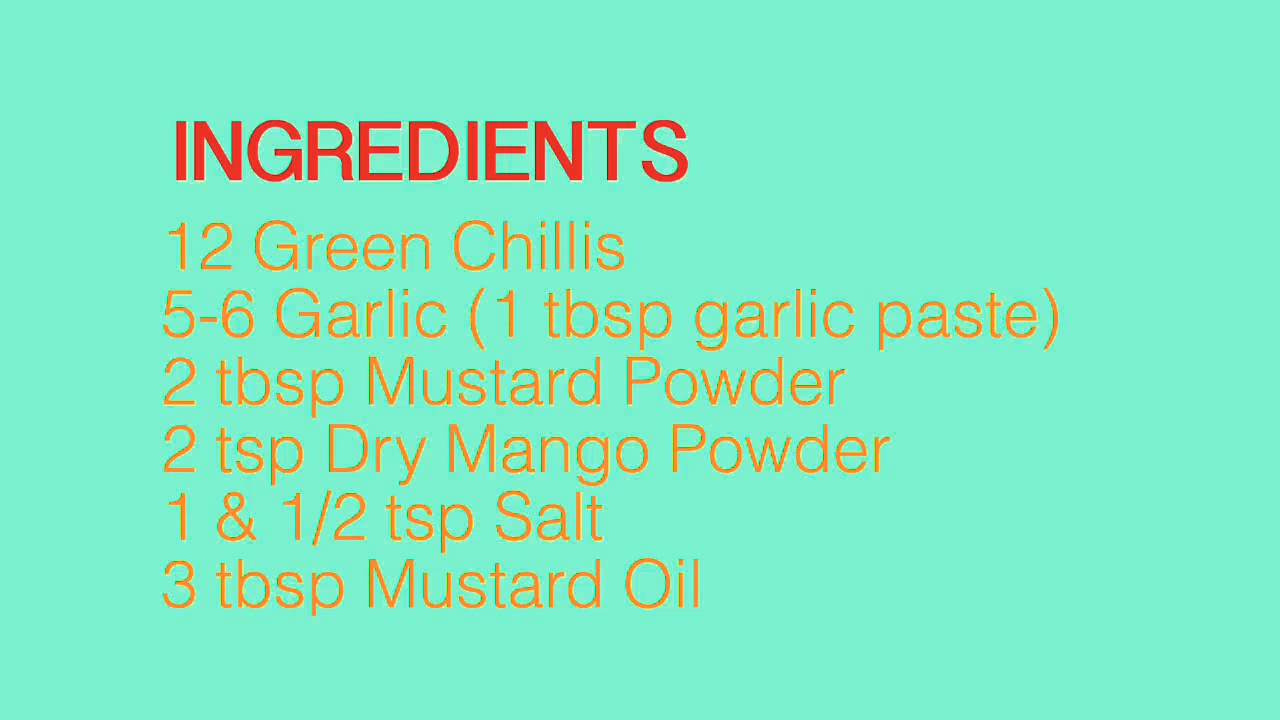 INGREDIENTS
12 Green Chillis
5-6 Garlic (1 tbsp garlic paste)
2 tbsp Mustard Powder
2 tsp Dry Mango Powder
1 & 1/2 tsp Salt
3 tbsp Mustard Oil